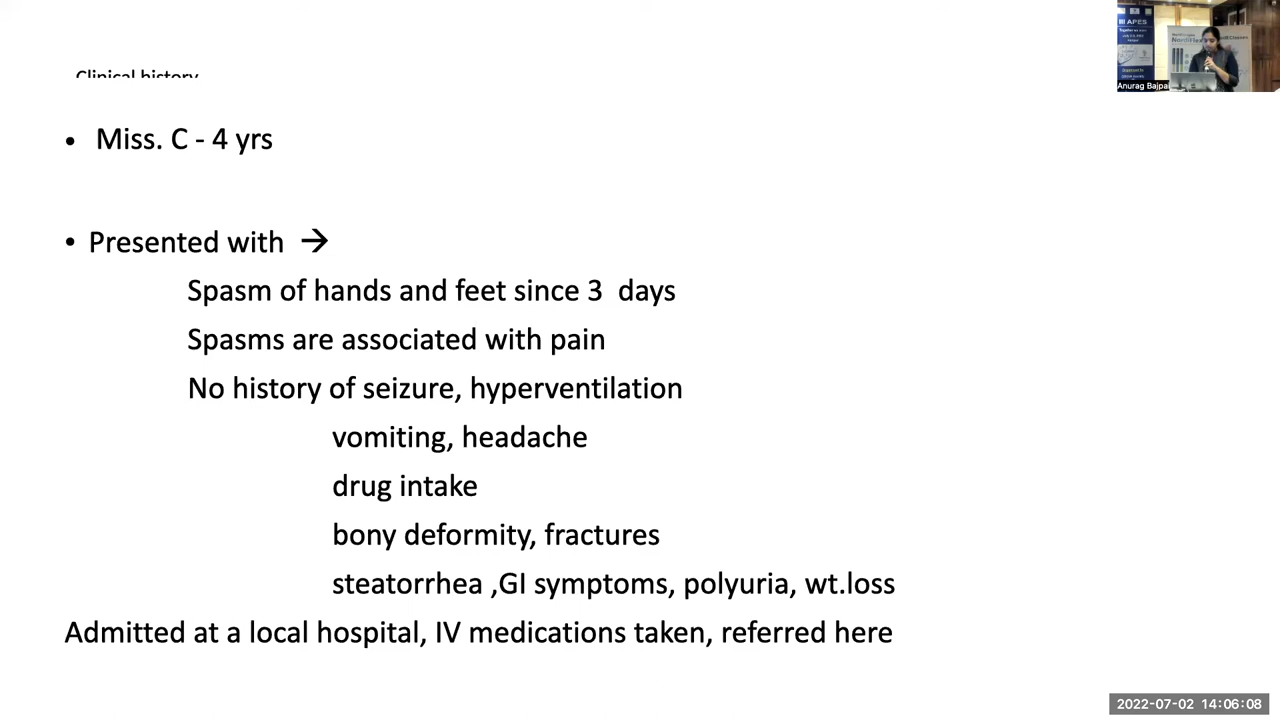 Clinical history
• Miss. C - 4 yrs
• Presented with →
Spasm of hands and feet since 3 days
Spasms are associated with pain
No history of seizure, hyperventilation
vomiting, headache
drug intake
bony deformity, fractures
steatorrhea ,GI symptoms, polyuria, wt.loss
Admitted at a local hospital, IV medications taken, referred here
APES
Anurag Bajpai
2022-07-02 14:06:08